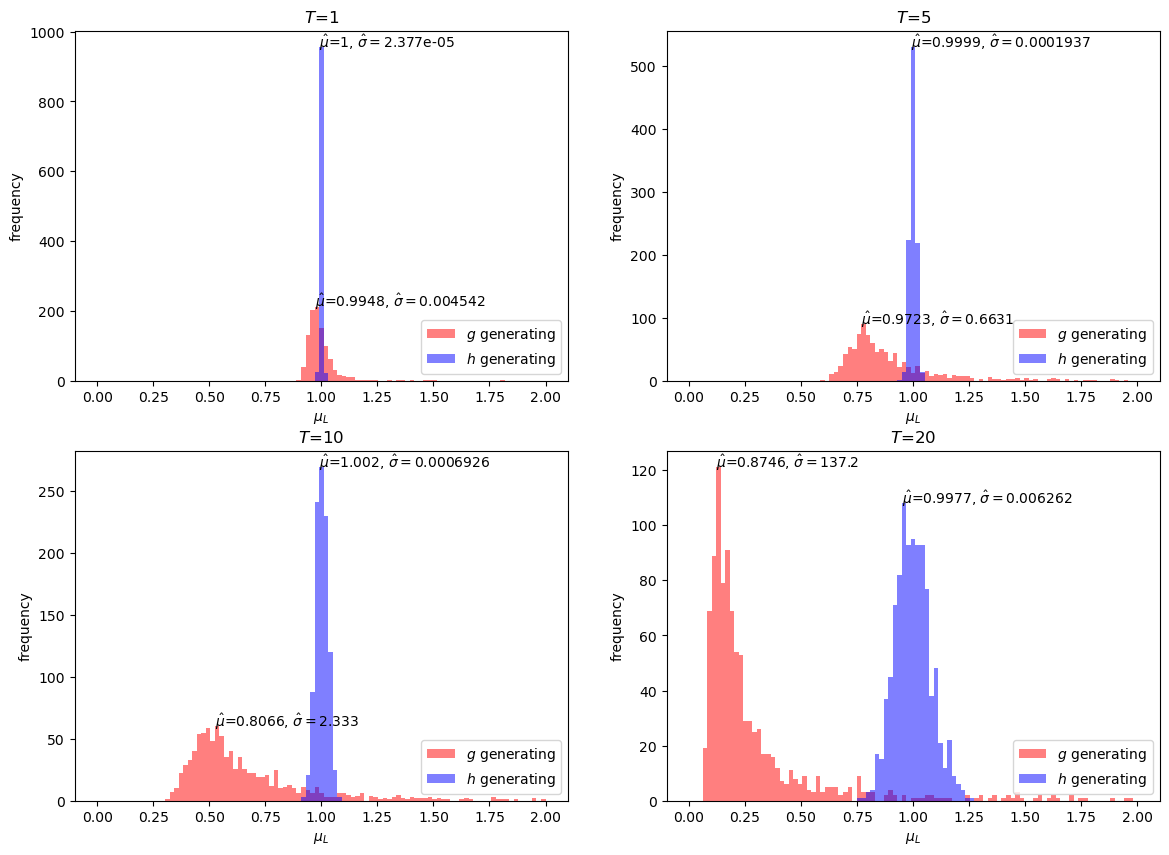 T=1
μ̂=1, σ̂ = 2.377e-05
μ̂=0.9948, σ̂ = 0.004542
1000
800
600
400
200
0
frequency
g generating
h generating
0.00 0.25 0.50 0.75 1.00 1.25 1.50 1.75 2.00
μ_L
T=5
μ̂=0.9999, σ̂ = 0.0001937
μ̂=0.9723, σ̂ = 0.6631
500
400
300
200
100
0
frequency
g generating
h generating
0.00 0.25 0.50 0.75 1.00 1.25 1.50 1.75 2.00
μ_L
T=10
μ̂=1.002, σ̂ = 0.0006926
μ̂=0.8066, σ̂ = 2.333
250
200
150
100
50
0
frequency
g generating
h generating
0.00 0.25 0.50 0.75 1.00 1.25 1.50 1.75 2.00
μ_L
T=20
μ̂=0.8746, σ̂ = 137.2
μ̂=0.9977, σ̂ = 0.006262
120
100
80
60
40
20
0
frequency
g generating
h generating
0.00 0.25 0.50 0.75 1.00 1.25 1.50 1.75 2.00
μ_L